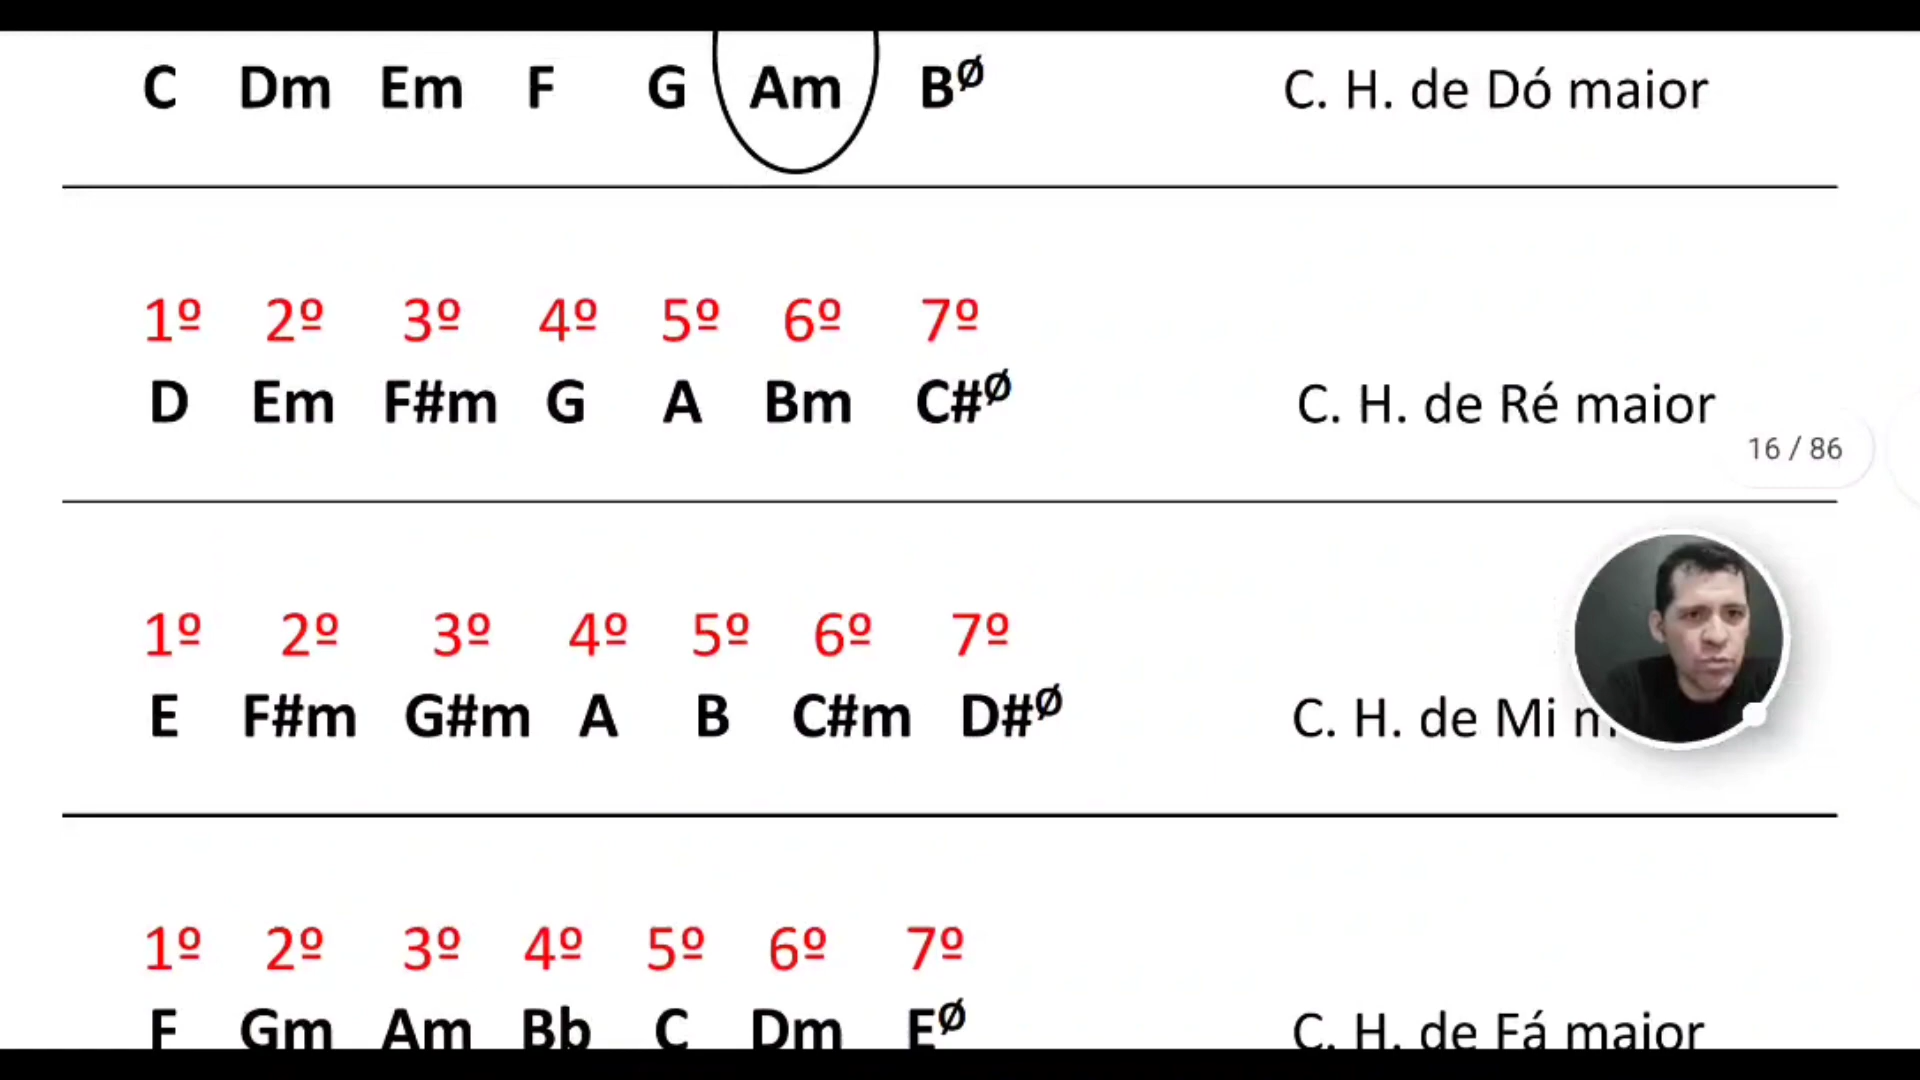 C Dm Em F G Am BØ C. H. de Dó maior
1º 2º 3º 4º 5º 6º 7º
D Em F#m G A Bm C#Ø C. H. de Ré maior
16 / 86
1º 2º 3º 4º 5º 6º 7º
E F#m G#m A B C#m D#Ø C. H. de Mi
1º 2º 3º 4º 5º 6º 7º
F Gm Am Bb C Dm EØ C. H. de Fá maior